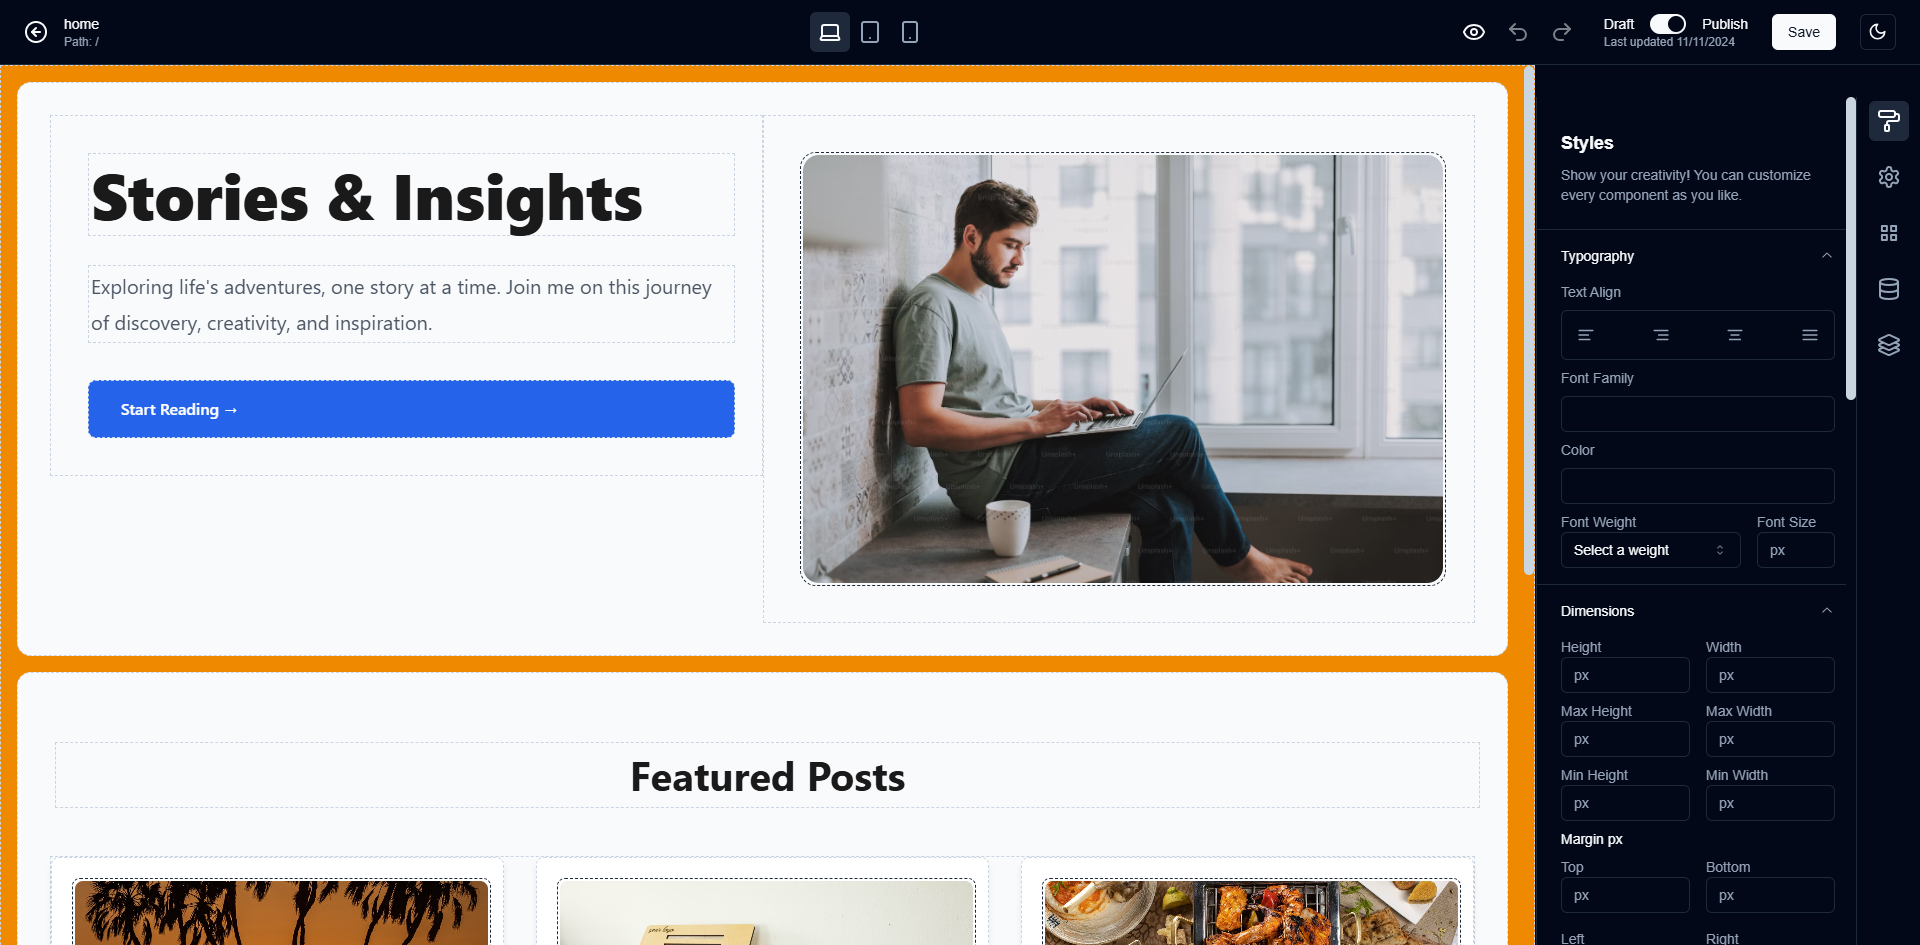 home
Path: /
Draft
Publish
Last updated 11/11/2024
Save
Stories & Insights
Exploring life's adventures, one story at a time. Join me on this journey
of discovery, creativity, and inspiration.
Start Reading →
Featured Posts
your logo
Styles
Show your creativity! You can customize
every component as you like.
Typography
Text Align
Font Family
Color
Font Weight
Font Size
Select a weight
px
Dimensions
Height
Width
px
px
Max Height
Max Width
px
px
Min Height
Min Width
px
px
Margin px
Top
Bottom
px
px
Left
Right